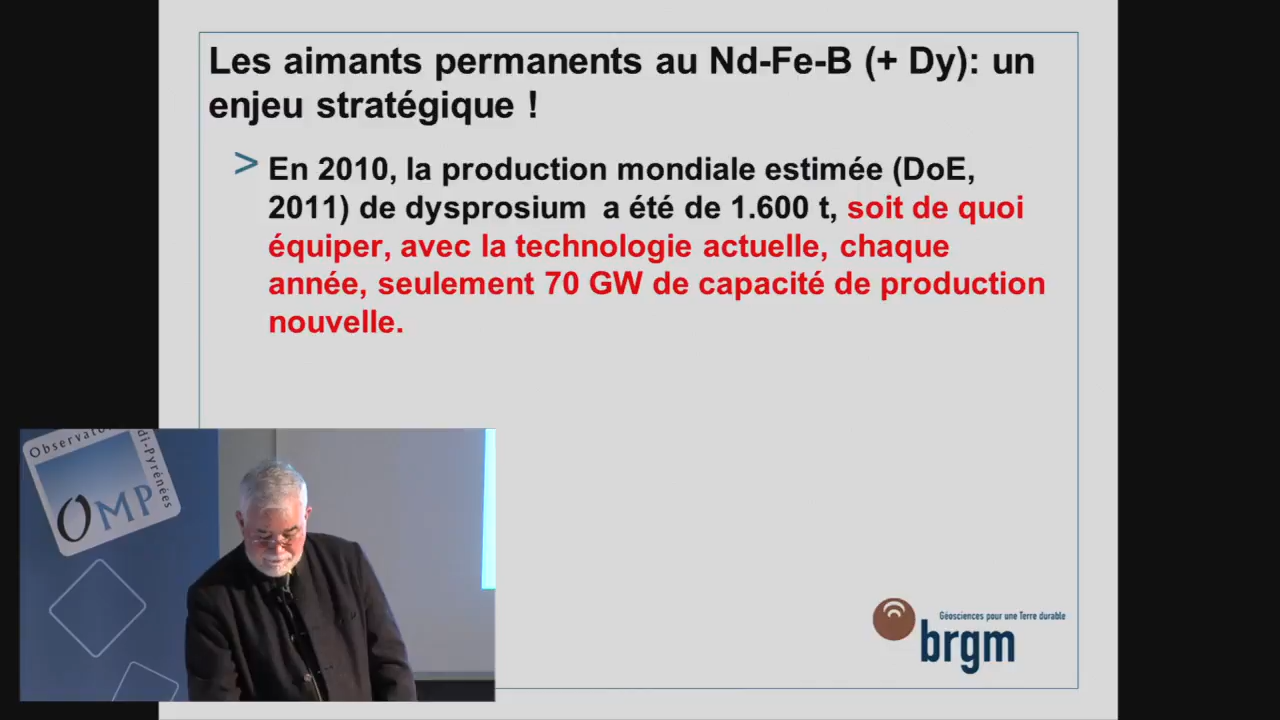 Les aimants permanents au Nd-Fe-B (+ Dy): un
enjeu stratégique !
> En 2010, la production mondiale estimée (DoE,
2011) de dysprosium a été de 1.600 t, soit de quoi
équiper, avec la technologie actuelle, chaque
année, seulement 70 GW de capacité de production
nouvelle.
di-Pyrénées
OMP
Géosciences pour une Terre durable
brgm